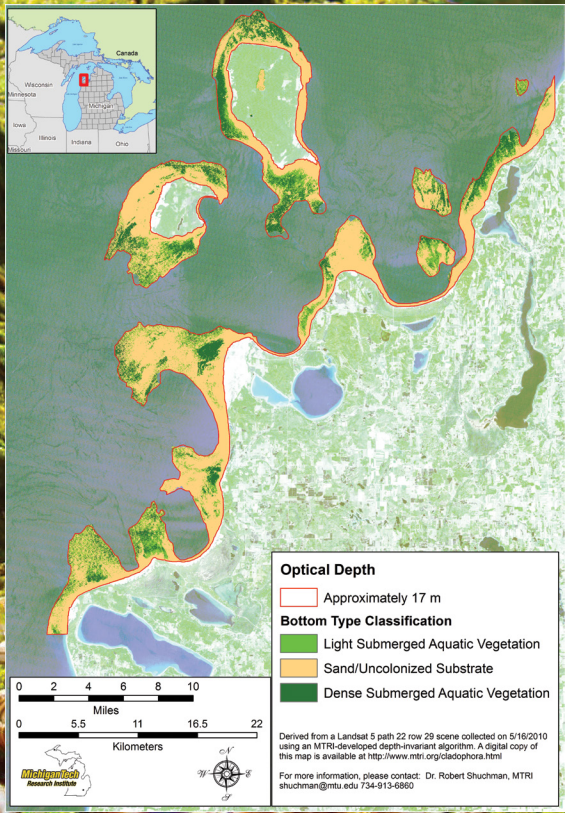 Canada
Wisconsin
Minnesota
Michigan
Iowa
Illinois
Indiana
Ohio
Missouri
Optical Depth
Approximately 17 m
Bottom Type Classification
Light Submerged Aquatic Vegetation
Sand/Uncolonized Substrate
Dense Submerged Aquatic Vegetation
0 2 4 6 8 10
Miles
0 5.5 11 16.5 22
Kilometers
MichiganTech
Research Institute
N
W E
S
Derived from a Landsat 5 path 22 row 29 scene collected on 5/16/2010
using an MTRI-developed depth-invariant algorithm. A digital copy of
this map is available at http://www.mtri.org/cladophora.html
For more information, please contact: Dr. Robert Shuchman, MTRI
shuchman@mtu.edu 734-913-6860